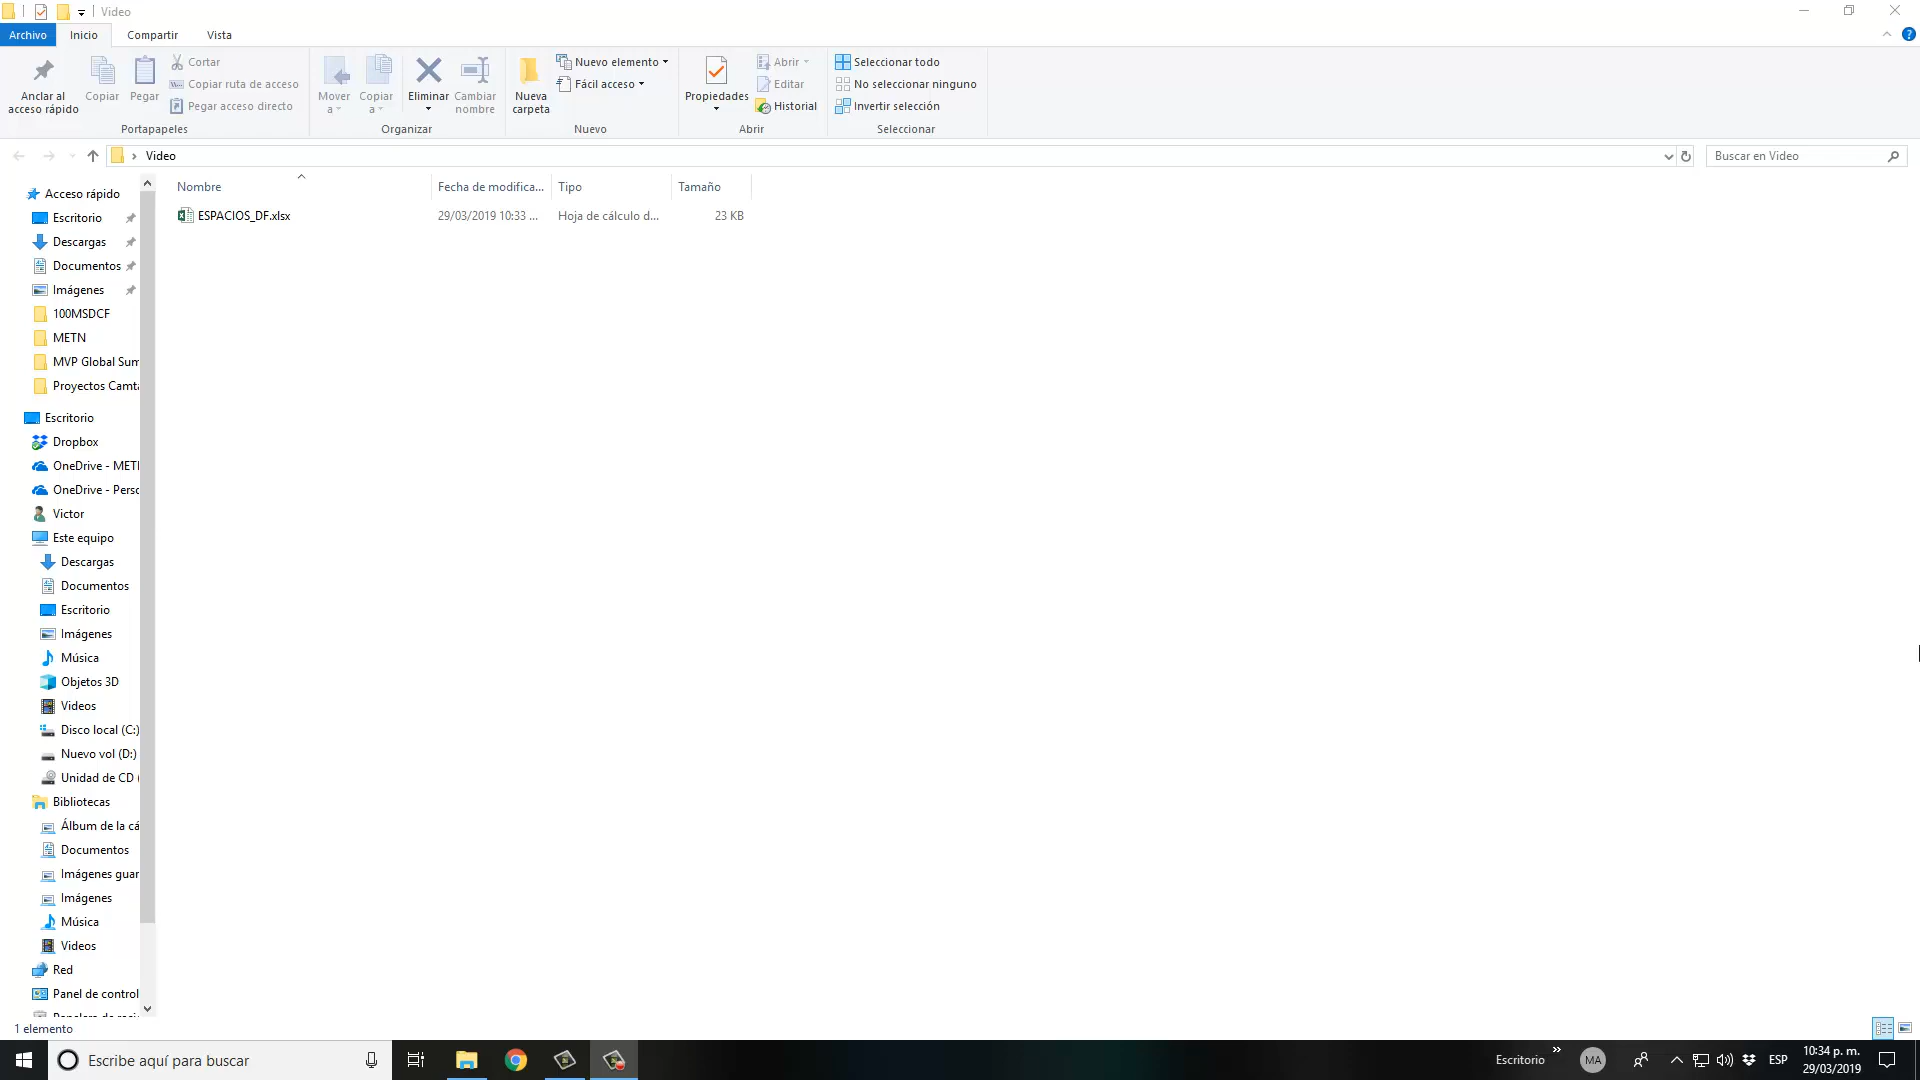 Video
Archivo Inicio Compartir Vista
Anclar al
acceso rápido
Copiar
Pegar
Cortar
Copiar ruta de acceso
Pegar acceso directo
Portapapeles
Mover
a
Copiar
a
Eliminar
Cambiar
nombre
Organizar
Nueva
carpeta
Nuevo elemento
Fácil acceso
Nuevo
Propiedades
Abrir
Editar
Historial
Abrir
Seleccionar todo
No seleccionar ninguno
Invertir selección
Seleccionar
Video
Buscar en Video
Nombre Fecha de modifica... Tipo Tamaño
ESPACIOS_DF.xlsx 29/03/2019 10:33 ... Hoja de cálculo d... 23 KB
Acceso rápido
Escritorio
Descargas
Documentos
Imágenes
100MSDCF
METN
MVP Global Sum
Proyectos Camta
Escritorio
Dropbox
OneDrive - METN
OneDrive - Perso
Victor
Este equipo
Descargas
Documentos
Escritorio
Imágenes
Música
Objetos 3D
Videos
Disco local (C:)
Nuevo vol (D:)
Unidad de CD (
Bibliotecas
Álbum de la cá
Documentos
Imágenes guar
Imágenes
Música
Videos
Red
Panel de control
1 elemento
Escribe aquí para buscar
Escritorio
MA
ESP
10:34 p. m.
29/03/2019